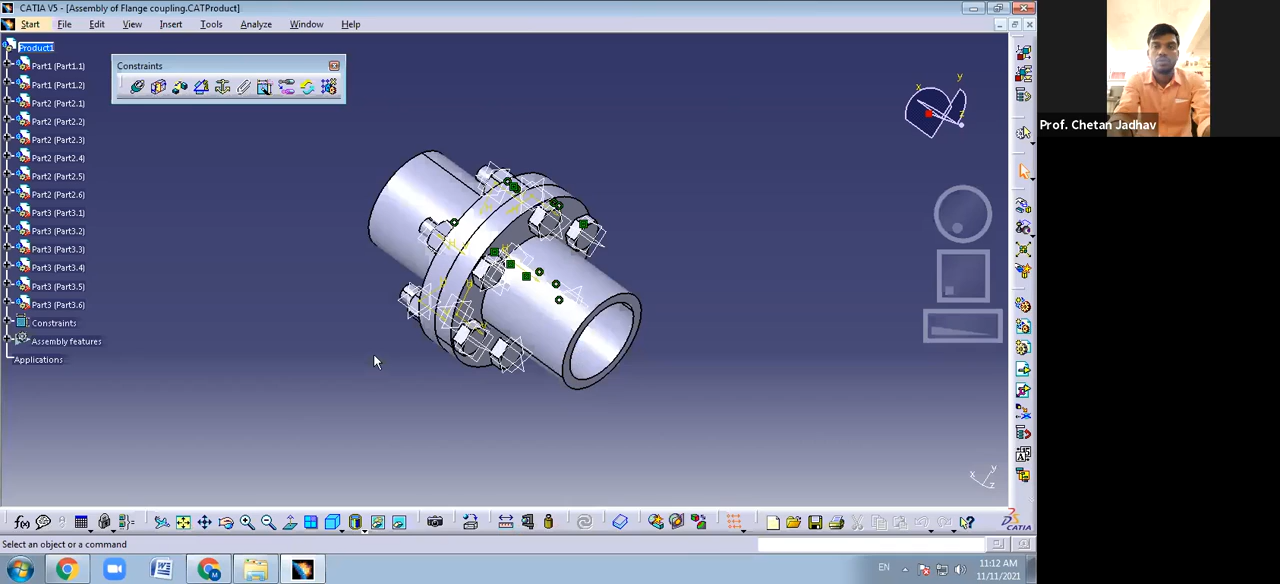 CATIA V5 - [Assembly of Flange coupling.CATProduct]
Start File Edit View Insert Tools Analyze Window Help
Product1
Constraints
Part1 (Part1.1)
Part1 (Part1.2)
Part2 (Part2.1)
Part2 (Part2.2)
Part2 (Part2.3)
Part2 (Part2.4)
Part2 (Part2.5)
Part2 (Part2.6)
Part3 (Part3.1)
Part3 (Part3.2)
Part3 (Part3.3)
Part3 (Part3.4)
Part3 (Part3.5)
Part3 (Part3.6)
Constraints
Assembly features
Applications
x y z
x y z
Prof. Chetan Jadhav
f(x)
CATIA
Select an object or a command
EN
11:12 AM
11/11/2021